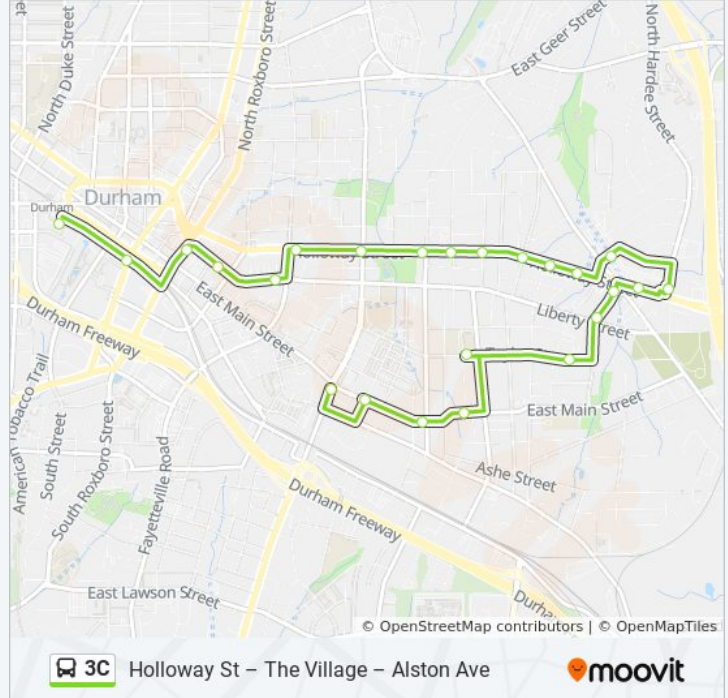 North Duke Street
North Roxboro Street
East Geer Street
North Hardee Street
et
Durham
Durham
Holloway Street
East Main Street
Liberty Street
Durham Freeway
East Main Street
Ashe Street
American Tobacco Trail
South Street
South Roxboro Street
Fayetteville Road
Durham Freeway
East Lawson Street
Durha
© OpenStreetMap contributors | © OpenMapTiles
3C Holloway St – The Village – Alston Ave
moovit